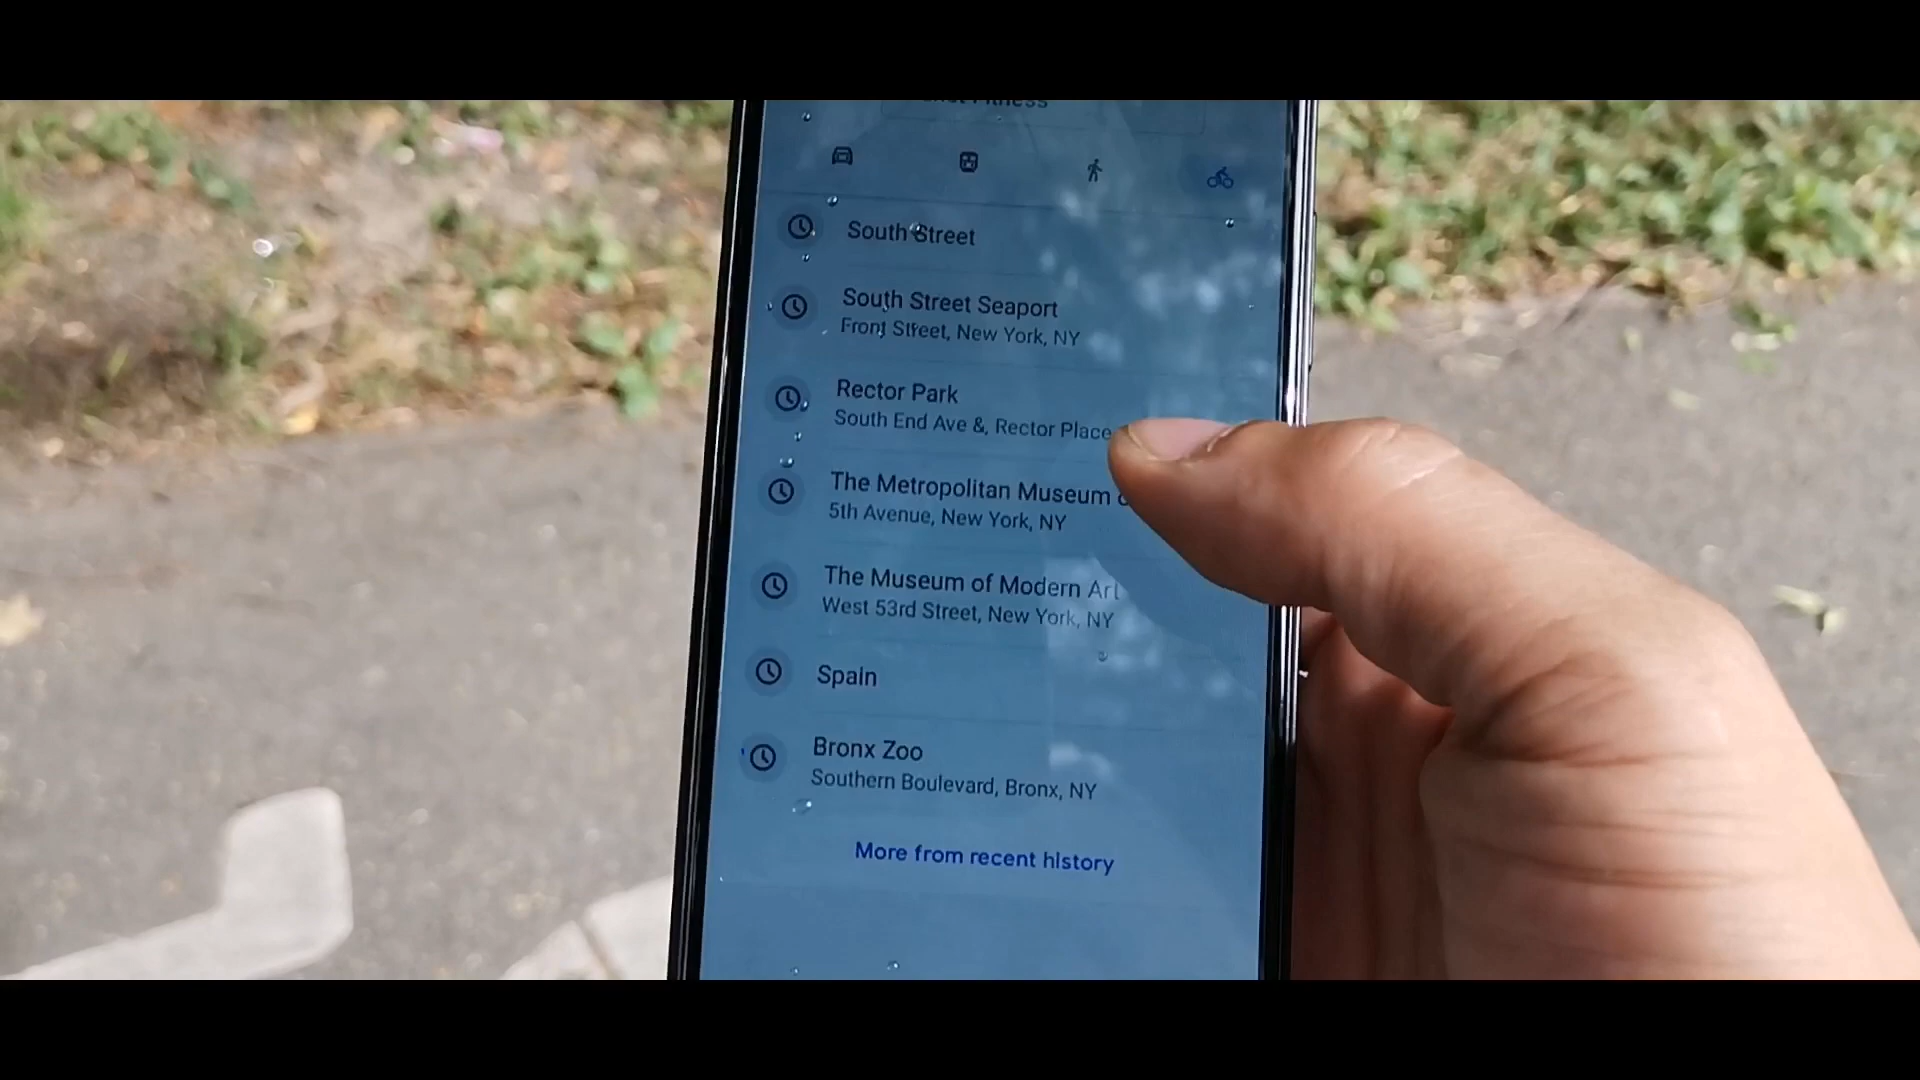 Fitness
South Street
South Street Seaport
Front Street, New York, NY
Rector Park
South End Ave &, Rector Place
The Metropolitan Museum
5th Avenue, New York, NY
The Museum of Modern Art
West 53rd Street, New York, NY
Spain
Bronx Zoo
Southern Boulevard, Bronx, NY
More from recent history